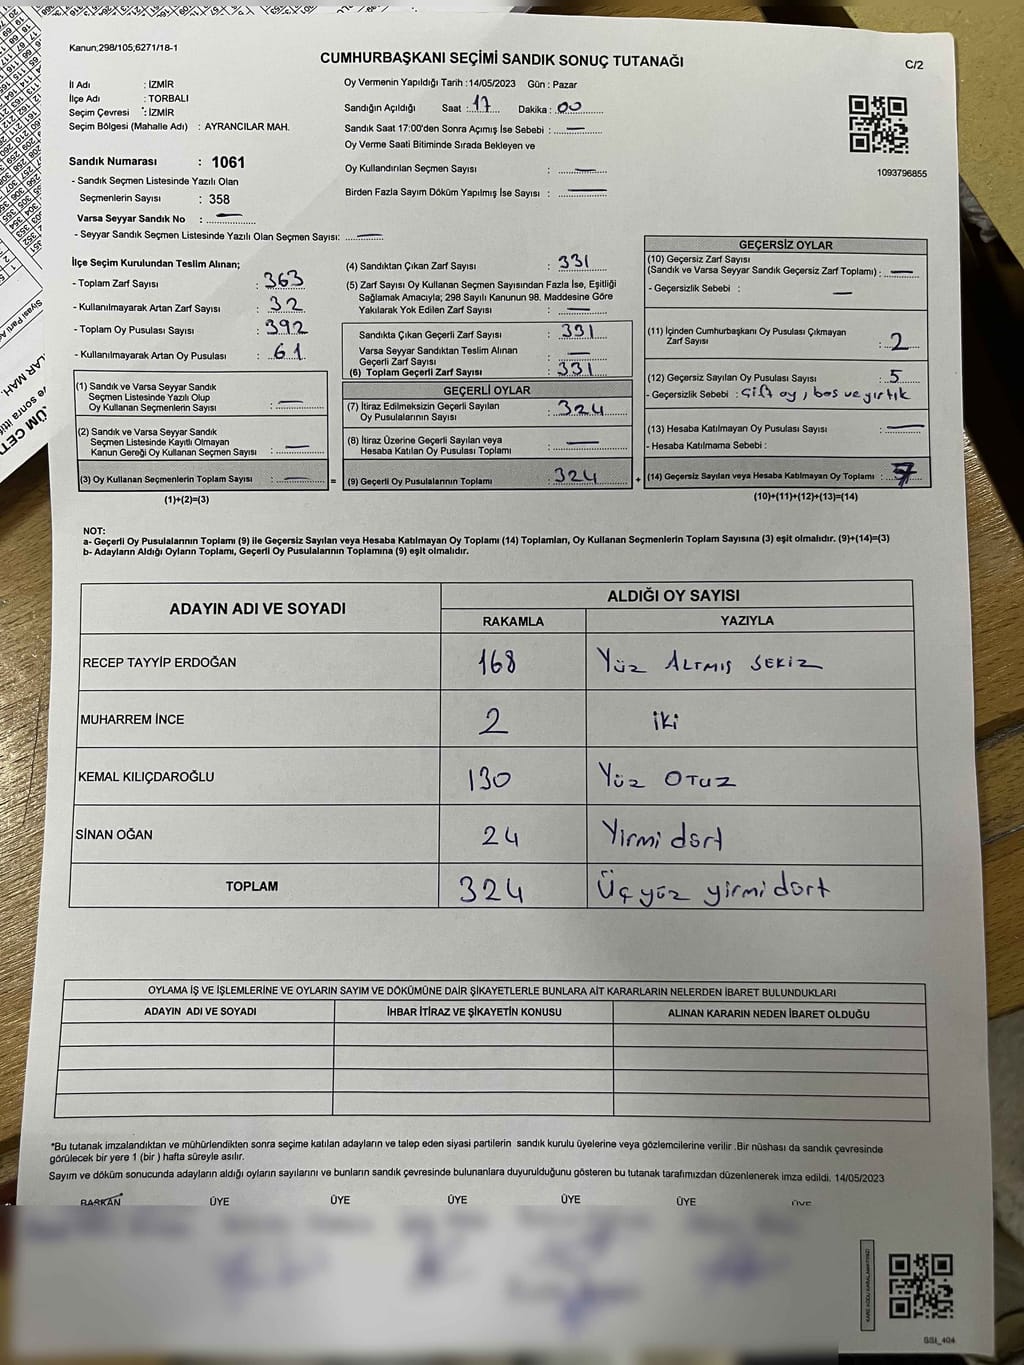 Kanun;298/105,6271/18-1
CUMHURBAŞKANI SEÇİMİ SANDIK SONUÇ TUTANAĞI
C/2
İl Adı : İZMİR
İlçe Adı : TORBALI
Seçim Çevresi : İZMİR
Seçim Bölgesi (Mahalle Adı) : AYRANCILAR MAH.
Oy Vermenin Yapıldığı Tarih :14/05/2023 Gün : Pazar
Sandığın Açıldığı Saat : 17 Dakika : 00
Sandık Saat 17:00'den Sonra Açımış İse Sebebi : —
Oy Verme Saati Bitiminde Sırada Bekleyen ve
Oy Kullandırılan Seçmen Sayısı : —
Birden Fazla Sayım Döküm Yapılmış İse Sayısı : —
1093796855
Sandık Numarası : 1061
- Sandık Seçmen Listesinde Yazılı Olan
Seçmenlerin Sayısı : 358
Varsa Seyyar Sandık No : —
- Seyyar Sandık Seçmen Listesinde Yazılı Olan Seçmen Sayısı: —
İlçe Seçim Kurulundan Teslim Alınan;
- Toplam Zarf Sayısı : 363
- Kullanılmayarak Artan Zarf Sayısı : 32
- Toplam Oy Pusulası Sayısı : 392
- Kullanılmayarak Artan Oy Pusulası : 61
(1) Sandık ve Varsa Seyyar Sandık
Seçmen Listesinde Yazılı Olup
Oy Kullanan Seçmenlerin Sayısı : —
(2) Sandık ve Varsa Seyyar Sandık
Seçmen Listesinde Kayıtlı Olmayan
Kanun Gereği Oy Kullanan Seçmen Sayısı : —
(3) Oy Kullanan Seçmenlerin Toplam Sayısı : — =
(1)+(2)=(3)
(4) Sandıktan Çıkan Zarf Sayısı : 331
(5) Zarf Sayısı Oy Kullanan Seçmen Sayısından Fazla İse, Eşitliği
Sağlamak Amacıyla; 298 Sayılı Kanunun 98. Maddesine Göre
Yakılarak Yok Edilen Zarf Sayısı : —
Sandıkta Çıkan Geçerli Zarf Sayısı : 331
Varsa Seyyar Sandıktan Teslim Alınan
Geçerli Zarf Sayısı : —
(6) Toplam Geçerli Zarf Sayısı : 331
GEÇERLİ OYLAR
(7) İtiraz Edilmeksizin Geçerli Sayılan
Oy Pusulalarının Sayısı : 324
(8) İtiraz Üzerine Geçerli Sayılan veya
Hesaba Katılan Oy Pusulası Toplamı : —
(9) Geçerli Oy Pusulalarının Toplamı : 324 +
GEÇERSİZ OYLAR
(10) Geçersiz Zarf Sayısı
(Sandık ve Varsa Seyyar Sandık Geçersiz Zarf Toplamı) : —
- Geçersizlik Sebebi : —
(11) İçinden Cumhurbaşkanı Oy Pusulası Çıkmayan
Zarf Sayısı : 2
(12) Geçersiz Sayılan Oy Pusulası Sayısı : 5
- Geçersizlik Sebebi : Çift oy, boş ve yırtık
(13) Hesaba Katılmayan Oy Pusulası Sayısı : —
- Hesaba Katılmama Sebebi :
(14) Geçersiz Sayılan veya Hesaba Katılmayan Oy Toplamı : 7
(10)+(11)+(12)+(13)=(14)
NOT:
a- Geçerli Oy Pusulalarının Toplamı (9) ile Geçersiz Sayılan veya Hesaba Katılmayan Oy Toplamı (14) Toplamları, Oy Kullanan Seçmenlerin Toplam Sayısına (3) eşit olmalıdır. (9)+(14)=(3)
b- Adayların Aldığı Oyların Toplamı, Geçerli Oy Pusulalarının Toplamına (9) eşit olmalıdır.
ADAYIN ADI VE SOYADI
ALDIĞI OY SAYISI
RAKAMLA YAZIYLA
RECEP TAYYİP ERDOĞAN 168 Yüz ALTMIŞ SEKİZ
MUHARREM İNCE 2 iki
KEMAL KILIÇDAROĞLU 130 Yüz OTUZ
SİNAN OĞAN 24 Yirmi dört
TOPLAM 324 Üç yüz yirmi dört
OYLAMA İŞ VE İŞLEMLERİNE VE OYLARIN SAYIM VE DÖKÜMÜNE DAİR ŞİKAYETLERLE BUNLARA AİT KARARLARIN NELERDEN İBARET BULUNDUKLARI
ADAYIN ADI VE SOYADI İHBAR İTİRAZ VE ŞİKAYETİN KONUSU ALINAN KARARIN NEDEN İBARET OLDUĞU
*Bu tutanak imzalandıktan ve mühürlendikten sonra seçime katılan adayların ve talep eden siyasi partilerin sandık kurulu üyelerine veya gözlemcilerine verilir .Bir nüshası da sandık çevresinde
görülecek bir yere 1 (bir ) hafta süreyle asılır.
Sayım ve döküm sonucunda adayların aldığı oyların sayılarını ve bunların sandık çevresinde bulunanlara duyurulduğunu gösteren bu tutanak tarafımızdan düzenlenerek imza edildi. 14/05/2023
BAŞKAN ÜYE ÜYE ÜYE ÜYE ÜYE ÜYE
KARE KODU KARALAMAYINIZ!
GSI_404